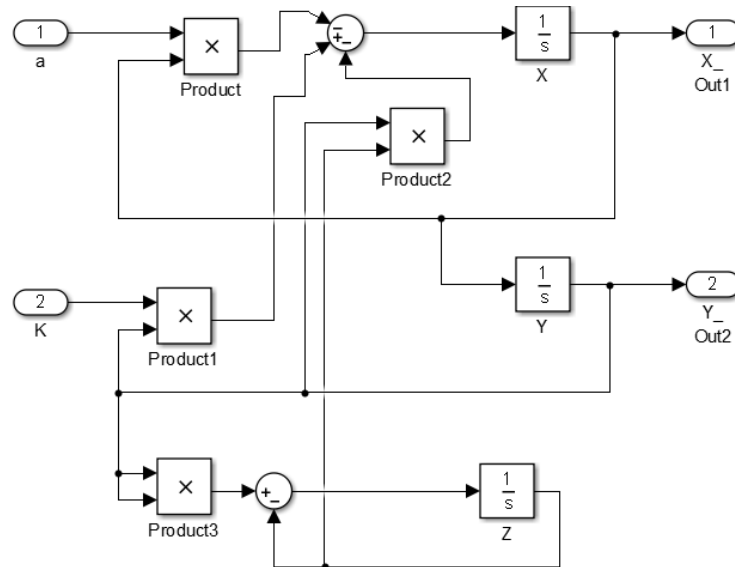 1
a
×
Product
−
+
−
1
s
X
1
X_
Out1
×
Product2
2
K
×
Product1
1
s
Y
2
Y_
Out2
×
Product3
+
−
1
s
Z